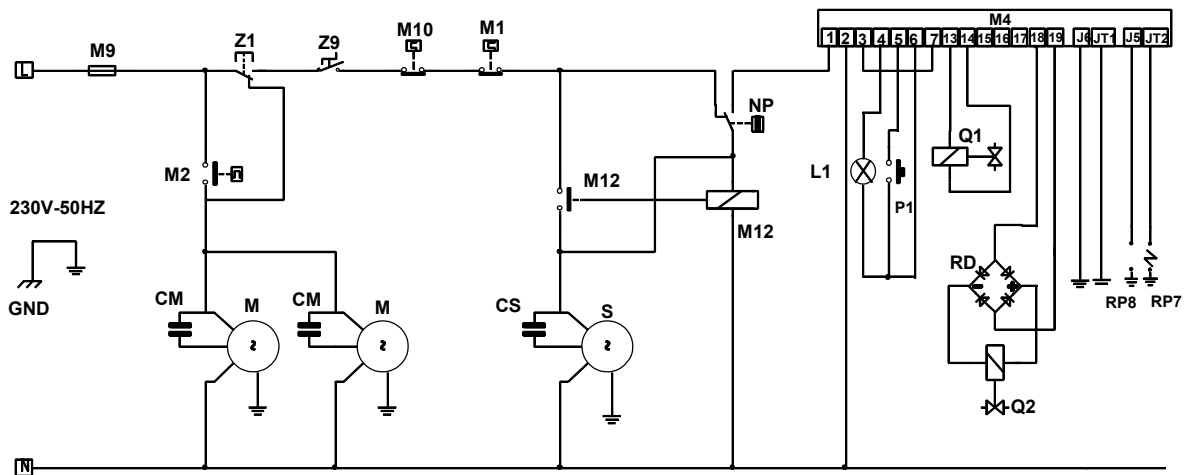 M4
M10 M1
Z1 Z9
M9
1 2 3 4 5 6 7 13 14 15 16 17 18 19 J6 JT1 J5 JT2
L
NP
Q1
M2 M12 L1
P1
230V-50HZ
M12
RD
GND
RP8 RP7
CM M CM M CS S
~ ~ ~
Q2
N